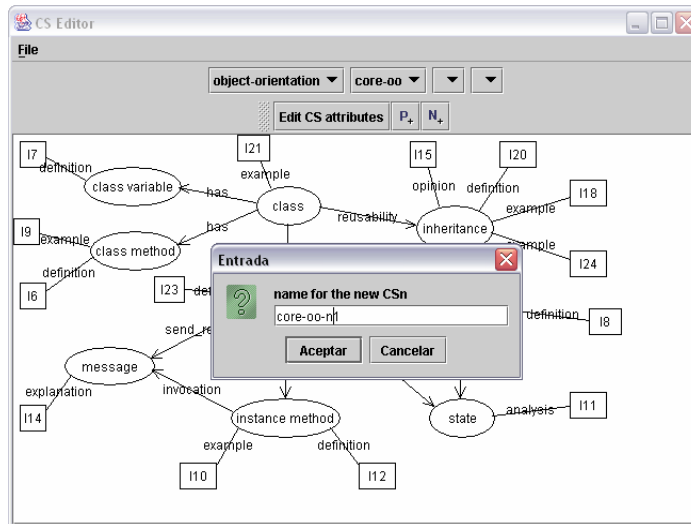 CS Editor
File
object-orientation core-oo
Edit CS attributes P+ N+
I7 I21 I15 I20
definition example opinion definition I18
class variable has class reusability example
I9 has inheritance
example class method example I24
definition
I6 I23 definition I8
Entrada
name for the new CSn
core-oo-n1
Aceptar Cancelar
send_re
message
explanation invocation
I14 instance method state analysis I11
example definition
I10 I12